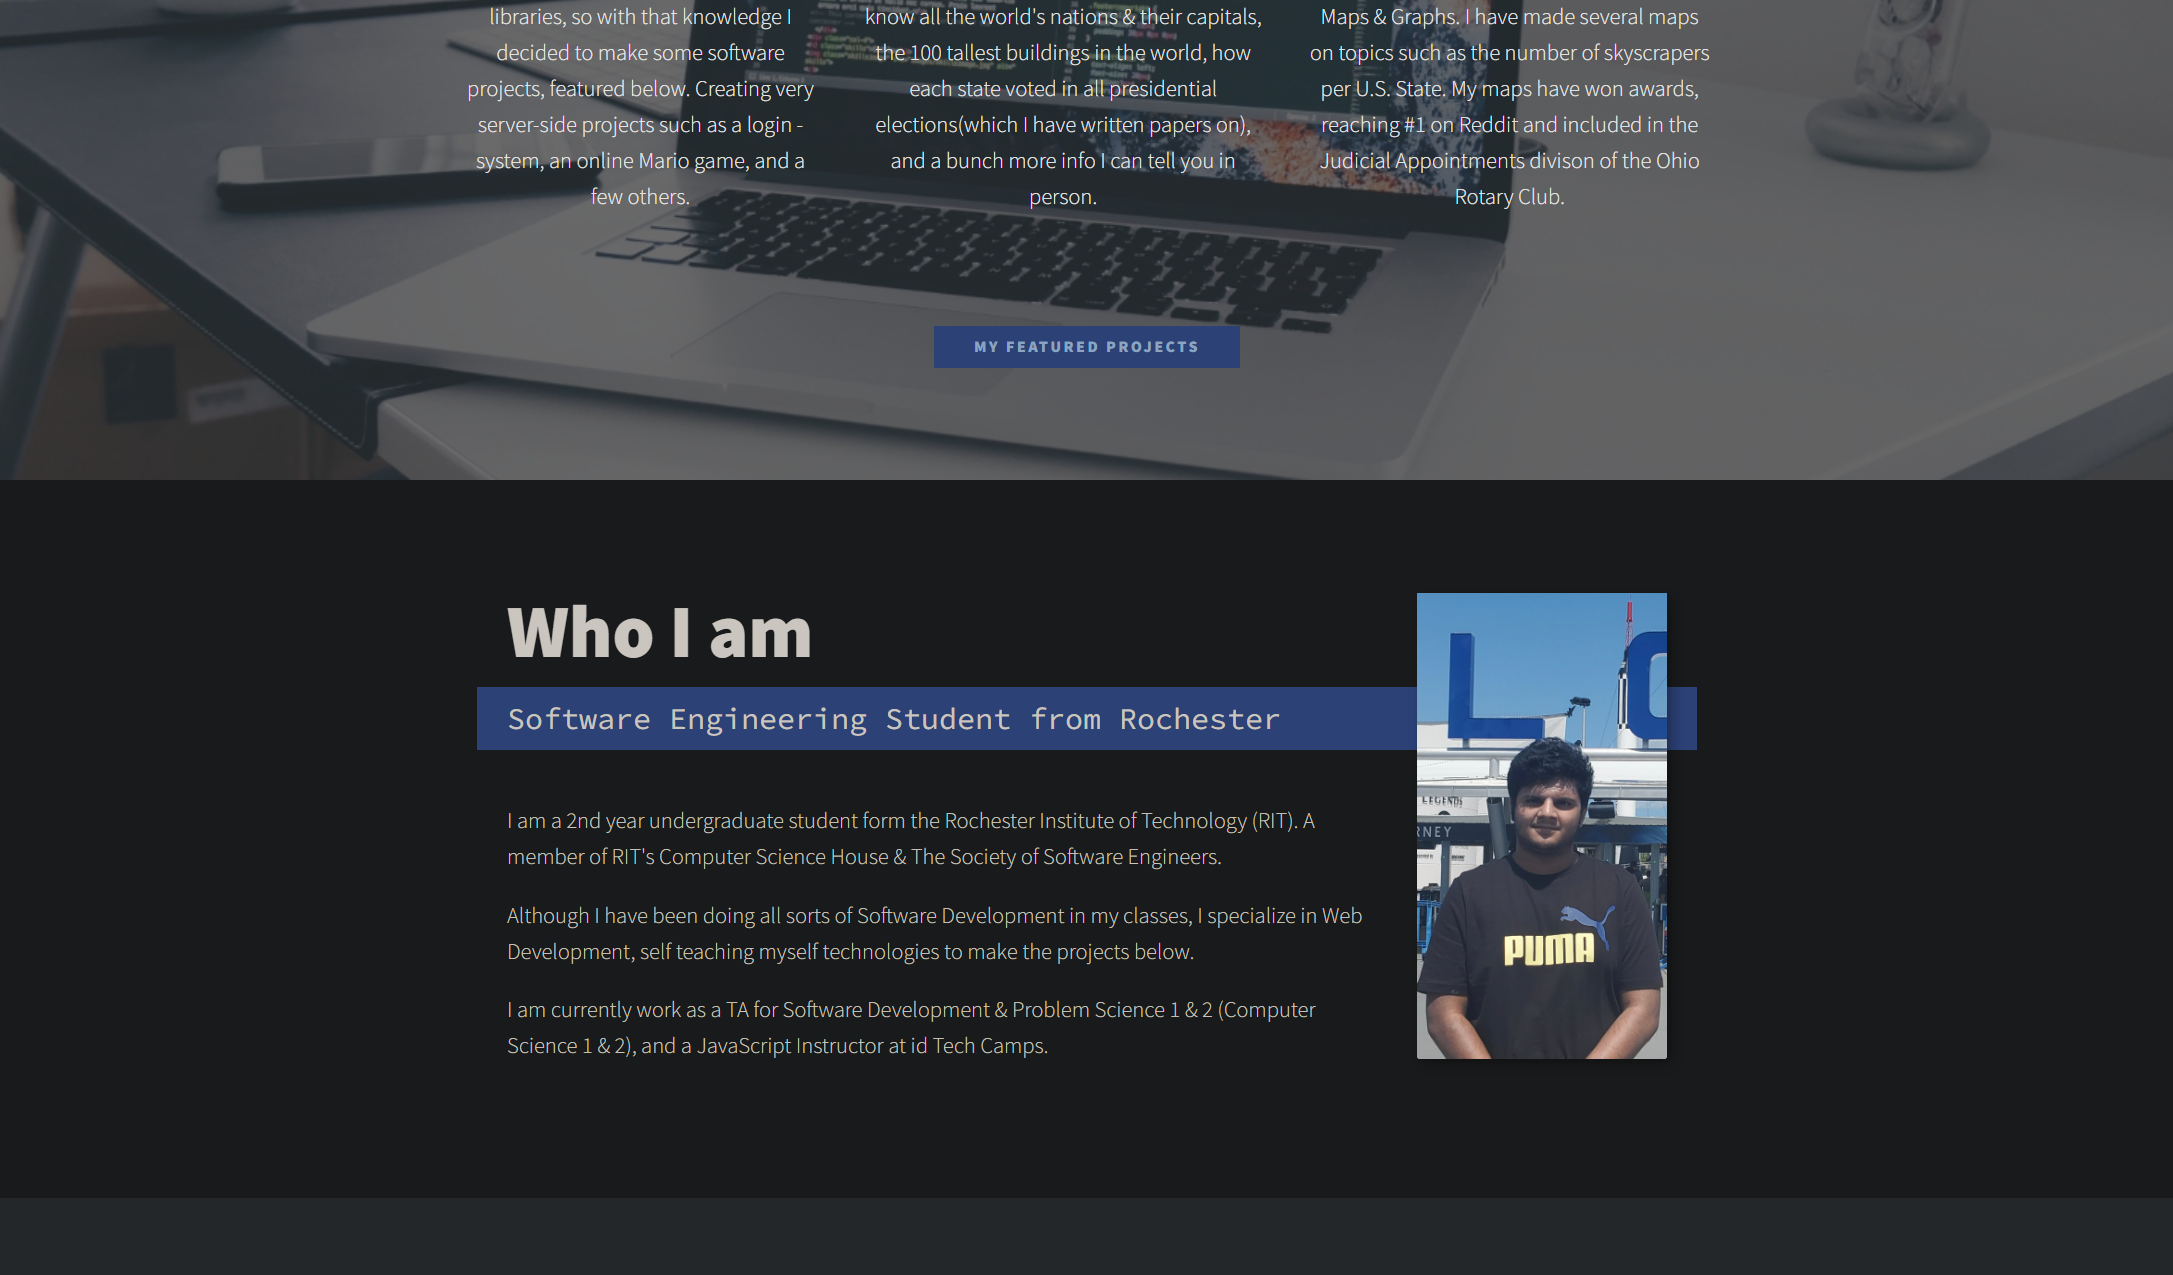 libraries, so with that knowledge I
decided to make some software
projects, featured below. Creating very
server-side projects such as a login -
system, an online Mario game, and a
few others.
know all the world's nations & their capitals,
the 100 tallest buildings in the world, how
each state voted in all presidential
elections(which I have written papers on),
and a bunch more info I can tell you in
person.
Maps & Graphs. I have made several maps
on topics such as the number of skyscrapers
per U.S. State. My maps have won awards,
reaching #1 on Reddit and included in the
Judicial Appointments divison of the Ohio
Rotary Club.
MY FEATURED PROJECTS
Who I am
Software Engineering Student from Rochester
I am a 2nd year undergraduate student form the Rochester Institute of Technology (RIT). A
member of RIT's Computer Science House & The Society of Software Engineers.
Although I have been doing all sorts of Software Development in my classes, I specialize in Web
Development, self teaching myself technologies to make the projects below.
I am currently work as a TA for Software Development & Problem Science 1 & 2 (Computer
Science 1 & 2), and a JavaScript Instructor at id Tech Camps.
L
LEGENDS
RNEY
PUMA